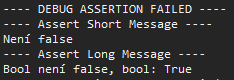 ---- DEBUG ASSERTION FAILED ----
---- Assert Short Message ----
Není false
---- Assert Long Message ----
Bool není false, bool: True